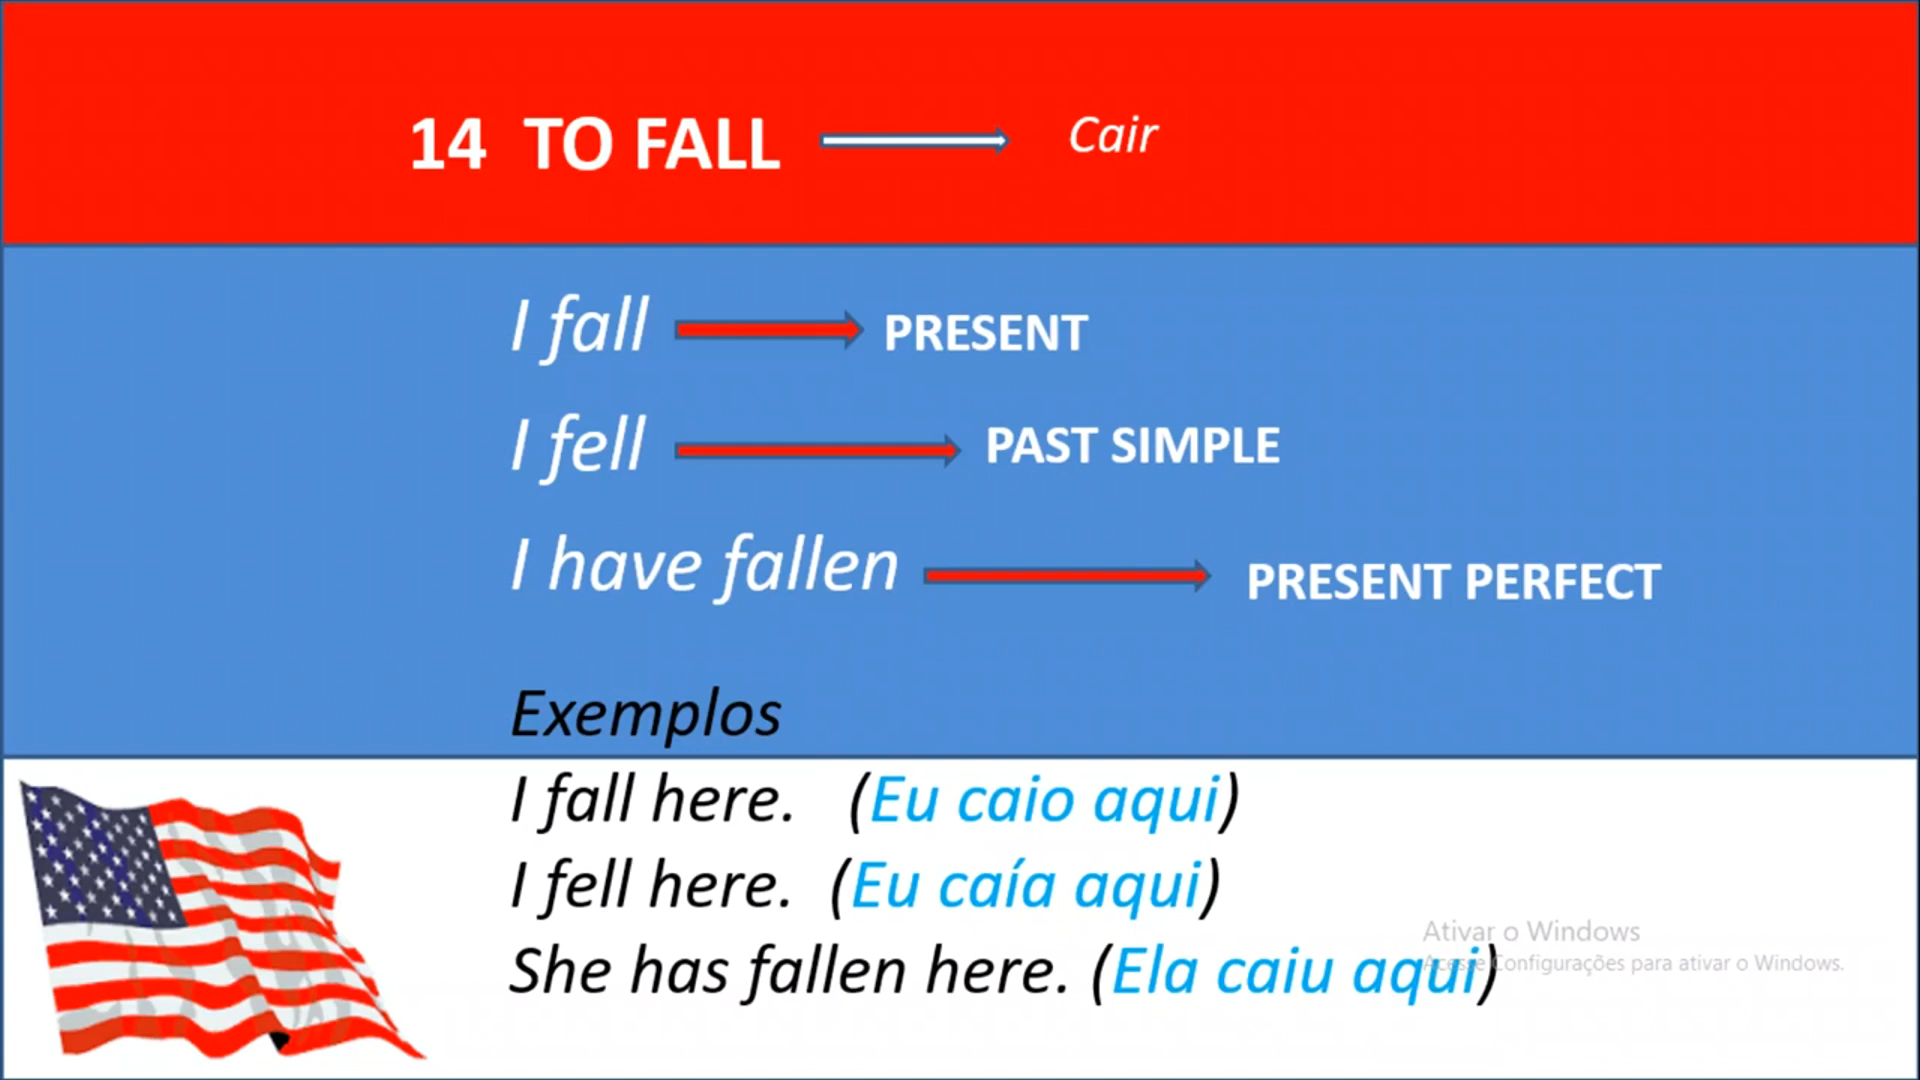 14 TO FALL Cair
I fall PRESENT
I fell PAST SIMPLE
I have fallen PRESENT PERFECT
Exemplos
I fall here. (Eu caio aqui)
I fell here. (Eu caía aqui)
Ativar o Windows
She has fallen here. (Ela caiu aqui)
Acesse Configurações para ativar o Windows.